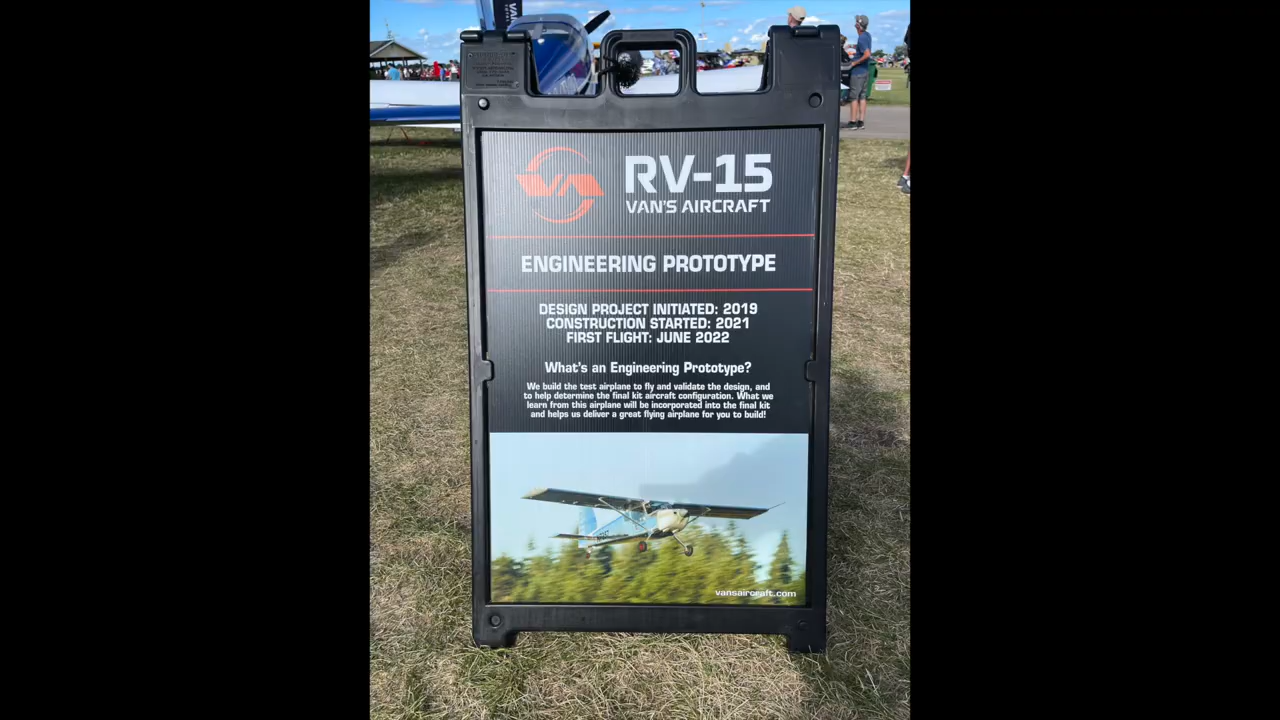 RV-15
VAN'S AIRCRAFT
ENGINEERING PROTOTYPE
DESIGN PROJECT INITIATED: 2019
CONSTRUCTION STARTED: 2021
FIRST FLIGHT: JUNE 2022
What's an Engineering Prototype?
We build the test airplane to fly and validate the design, and
to help determine the final kit aircraft configuration. What we
learn from this airplane will be incorporated into the final kit
and helps us deliver a great flying airplane for you to build!
vansaircraft.com